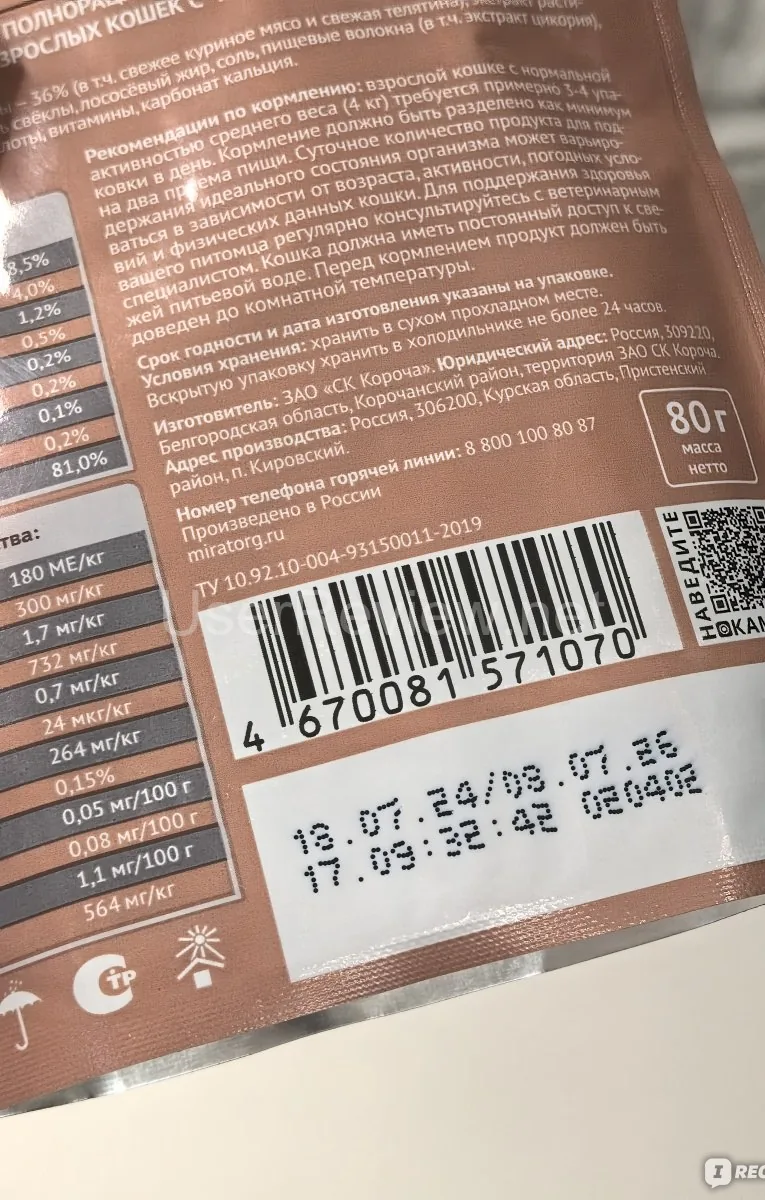 ПОЛНОРАЦ
ЗРОСЛЫХ КОШЕК С
ы – 36% (в т.ч. свежее куриное мясо и свежая телятина), экстракт расти-
ь свёклы, лососёвый жир, соль, пищевые волокна (в т.ч. экстракт цикория),
лоты, витамины, карбонат кальция.
Рекомендации по кормлению: взрослой кошке с нормальной
активностью среднего веса (4 кг) требуется примерно 3-4 упа-
ковки в день. Кормление должно быть разделено как минимум
на два приема пищи. Суточное количество продукта для под-
держания идеального состояния организма может варьиро-
ваться в зависимости от возраста, активности, погодных усло-
вий и физических данных кошки. Для поддержания здоровья
вашего питомца регулярно консультируйтесь с ветеринарным
специалистом. Кошка должна иметь постоянный доступ к све-
жей питьевой воде. Перед кормлением продукт должен быть
доведен до комнатной температуры.
Срок годности и дата изготовления указаны на упаковке.
Условия хранения: хранить в сухом прохладном месте.
Вскрытую упаковку хранить в холодильнике не более 24 часов.
Изготовитель: ЗАО «СК Короча». Юридический адрес: Россия, 309220,
Белгородская область, Корочанский район, территория ЗАО СК Короча.
Адрес производства: Россия, 306200, Курская область, Пристенский
район, п. Кировский.
Номер телефона горячей линии: 8 800 100 80 87
Произведено в России
miratorg.ru
ТУ 10.92.10-004-93150011-2019
80 г
масса
нетто
8,5%
4,0%
1,2%
0,5%
0,2%
0,2%
0,1%
0,2%
81,0%
тва:
180 МЕ/кг
300 мг/кг
1,7 мг/кг
732 мг/кг
0,7 мг/кг
24 мкг/кг
264 мг/кг
0,15%
0,05 мг/100 г
0,08 мг/100 г
1,1 мг/100 г
564 мг/кг
НАВЕДИТЕ
КАМ
UserReview.net
4 670081 571070
18.07.24/08.07.26
17.09:32:42 020402
СТР
I REC